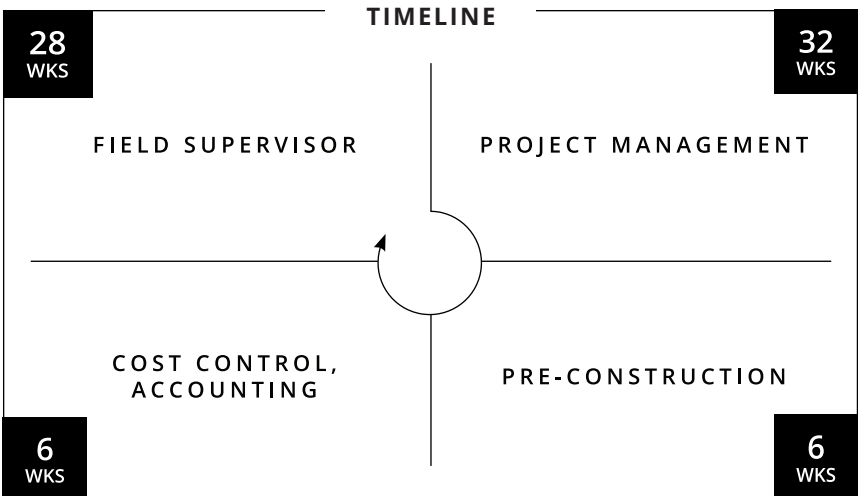 TIMELINE
28
WKS
32
WKS
FIELD SUPERVISOR
PROJECT MANAGEMENT
COST CONTROL,
ACCOUNTING
PRE-CONSTRUCTION
6
WKS
6
WKS